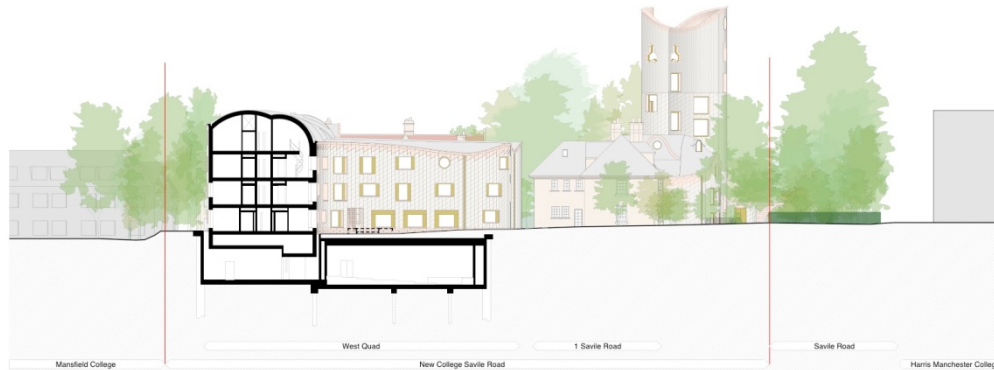 West Quad
1 Savile Road
Savile Road
Mansfield College
New College Savile Road
Harris Manchester Colleg